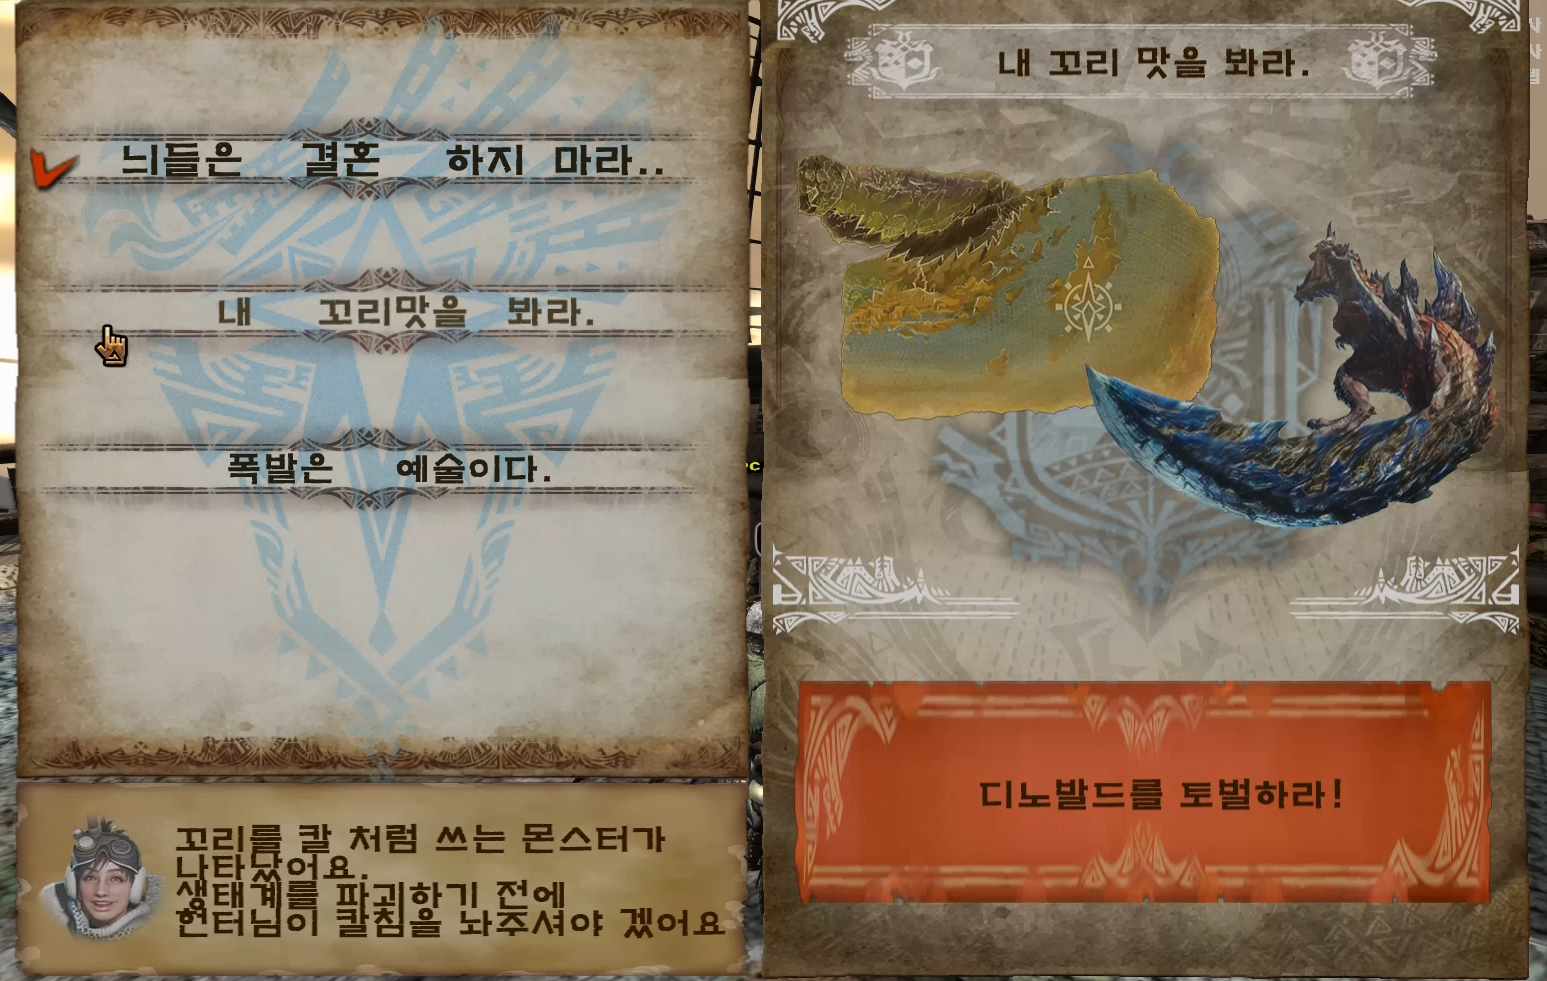 늬들은 결혼 하지 마라..
내 꼬리맛을 봐라.
폭발은 예술이다.
꼬리를 칼 처럼 쓰는 몬스터가
나타났어요.
생태계를 파괴하기 전에
헌터님이 칼침을 놔주셔야 겠어요
내 꼬리 맛을 봐라.
디노발드를 토벌하라!